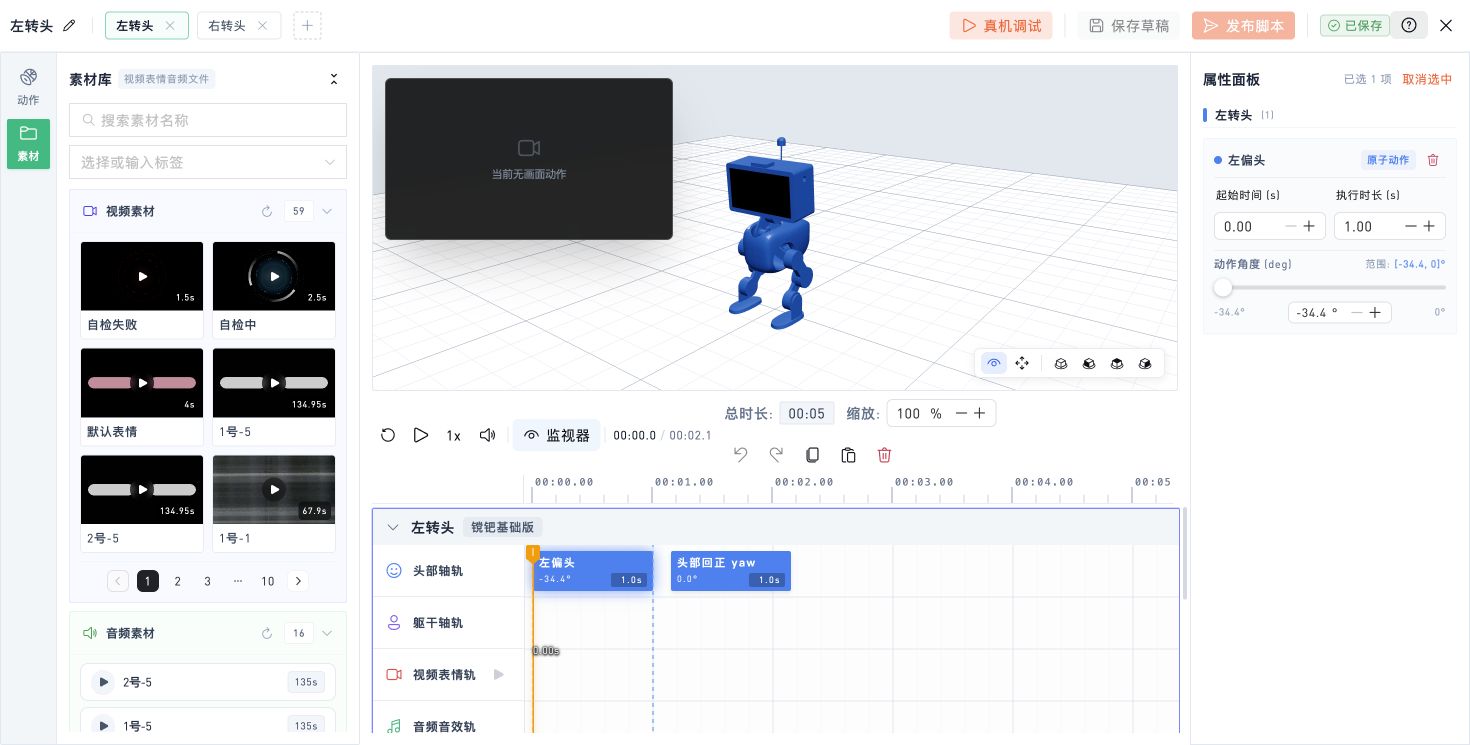 左转头
左转头
右转头
真机调试
保存草稿
发布脚本
已保存
动作
素材
素材库 视频表情音频文件
搜索素材名称
选择或输入标签
视频素材 59
1.5s
2.5s
自检失败
自检中
4s
134.95s
默认表情
1号-5
134.95s
67.9s
2号-5
1号-1
1 2 3 ··· 10
音频素材 16
2号-5 135s
1号-5 135s
当前无画面动作
总时长: 00:05 缩放: 100 %
1x 监视器 00:00.0 / 00:02.1
00:00.00 00:01.00 00:02.00 00:03.00 00:04.00 00:05
左转头 镜钯基础版
头部轴轨
左偏头
-34.4° 1.0s
头部回正 yaw
0.0° 1.0s
躯干轴轨
0.00s
视频表情轨
音频音效轨
属性面板 已选 1 项 取消选中
左转头 (1)
左偏头 原子动作
起始时间 (s) 执行时长 (s)
0.00 1.00
动作角度 (deg) 范围: [-34.4, 0]°
-34.4° -34.4 ° 0°